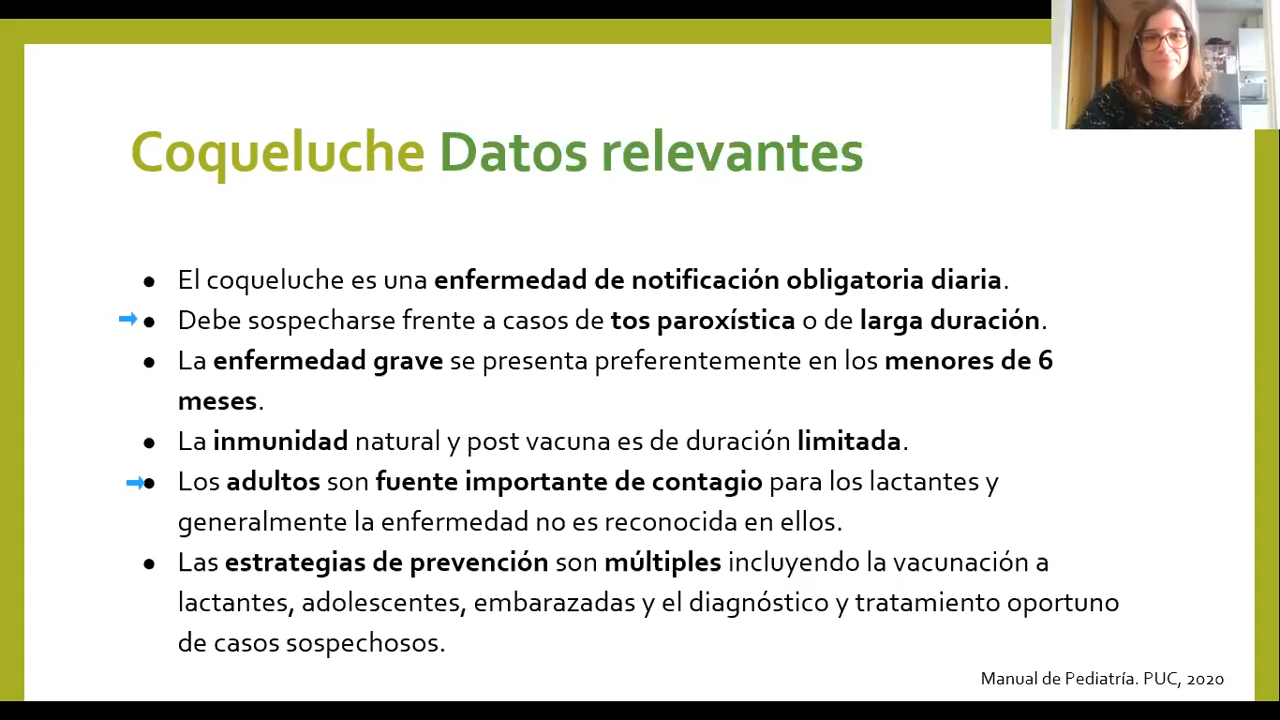 Coqueluche Datos relevantes
● El coqueluche es una enfermedad de notificación obligatoria diaria.
● Debe sospecharse frente a casos de tos paroxística o de larga duración.
● La enfermedad grave se presenta preferentemente en los menores de 6
meses.
● La inmunidad natural y post vacuna es de duración limitada.
● Los adultos son fuente importante de contagio para los lactantes y
generalmente la enfermedad no es reconocida en ellos.
● Las estrategias de prevención son múltiples incluyendo la vacunación a
lactantes, adolescentes, embarazadas y el diagnóstico y tratamiento oportuno
de casos sospechosos.
Manual de Pediatría. PUC, 2020